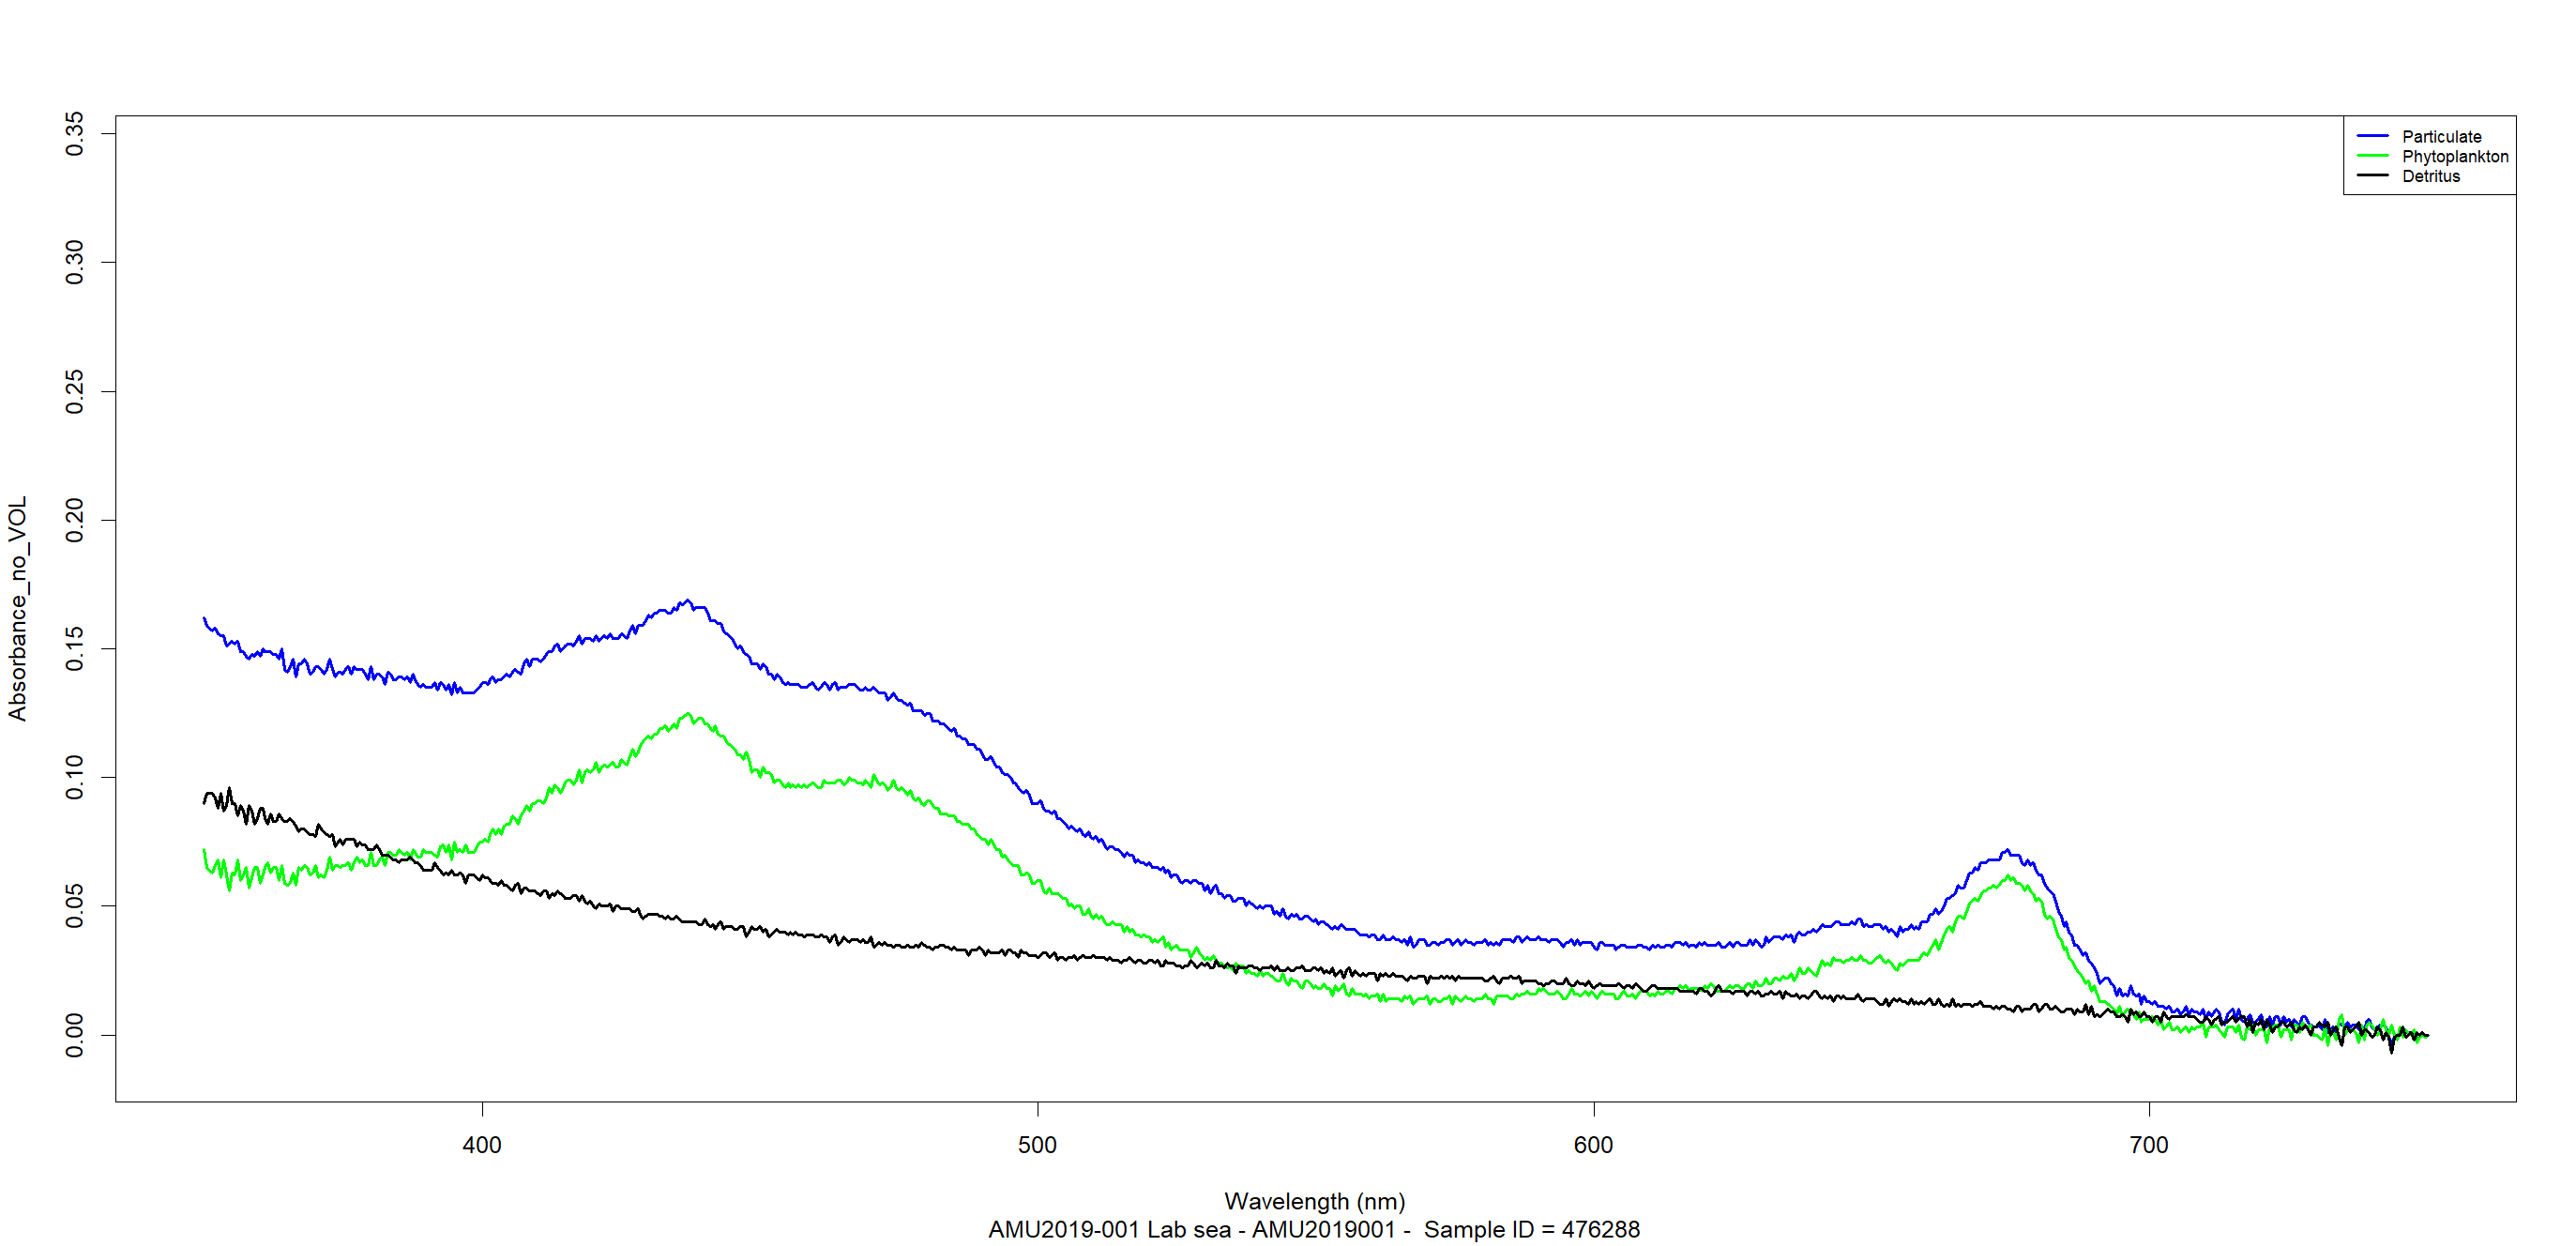 Particulate
Phytoplankton
Detritus
Absorbance_no_VOL
0.35
0.30
0.25
0.20
0.15
0.10
0.05
0.00
400 500 600 700
Wavelength (nm)
AMU2019-001 Lab sea - AMU2019001 - Sample ID = 476288